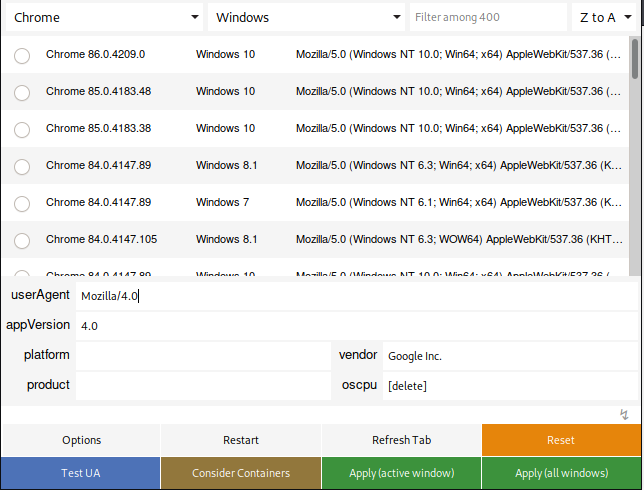 Chrome Windows Filter among 400 Z to A
Chrome 86.0.4209.0 Windows 10 Mozilla/5.0 (Windows NT 10.0; Win64; x64) AppleWebKit/537.36 (…
Chrome 85.0.4183.48 Windows 10 Mozilla/5.0 (Windows NT 10.0; Win64; x64) AppleWebKit/537.36 (…
Chrome 85.0.4183.38 Windows 10 Mozilla/5.0 (Windows NT 10.0; Win64; x64) AppleWebKit/537.36 (…
Chrome 84.0.4147.89 Windows 8.1 Mozilla/5.0 (Windows NT 6.3; Win64; x64) AppleWebKit/537.36 (K…
Chrome 84.0.4147.89 Windows 7 Mozilla/5.0 (Windows NT 6.1; Win64; x64) AppleWebKit/537.36 (K…
Chrome 84.0.4147.105 Windows 8.1 Mozilla/5.0 (Windows NT 6.3; WOW64) AppleWebKit/537.36 (KHT…
Chrome 84.0.4147.89 Windows 10 Mozilla/5.0 (Windows NT 10.0; Win64; x64) AppleWebKit/537.36 (…
userAgent Mozilla/4.0
appVersion 4.0
platform vendor Google Inc.
product oscpu [delete]
Options Restart Refresh Tab Reset
Test UA Consider Containers Apply (active window) Apply (all windows)